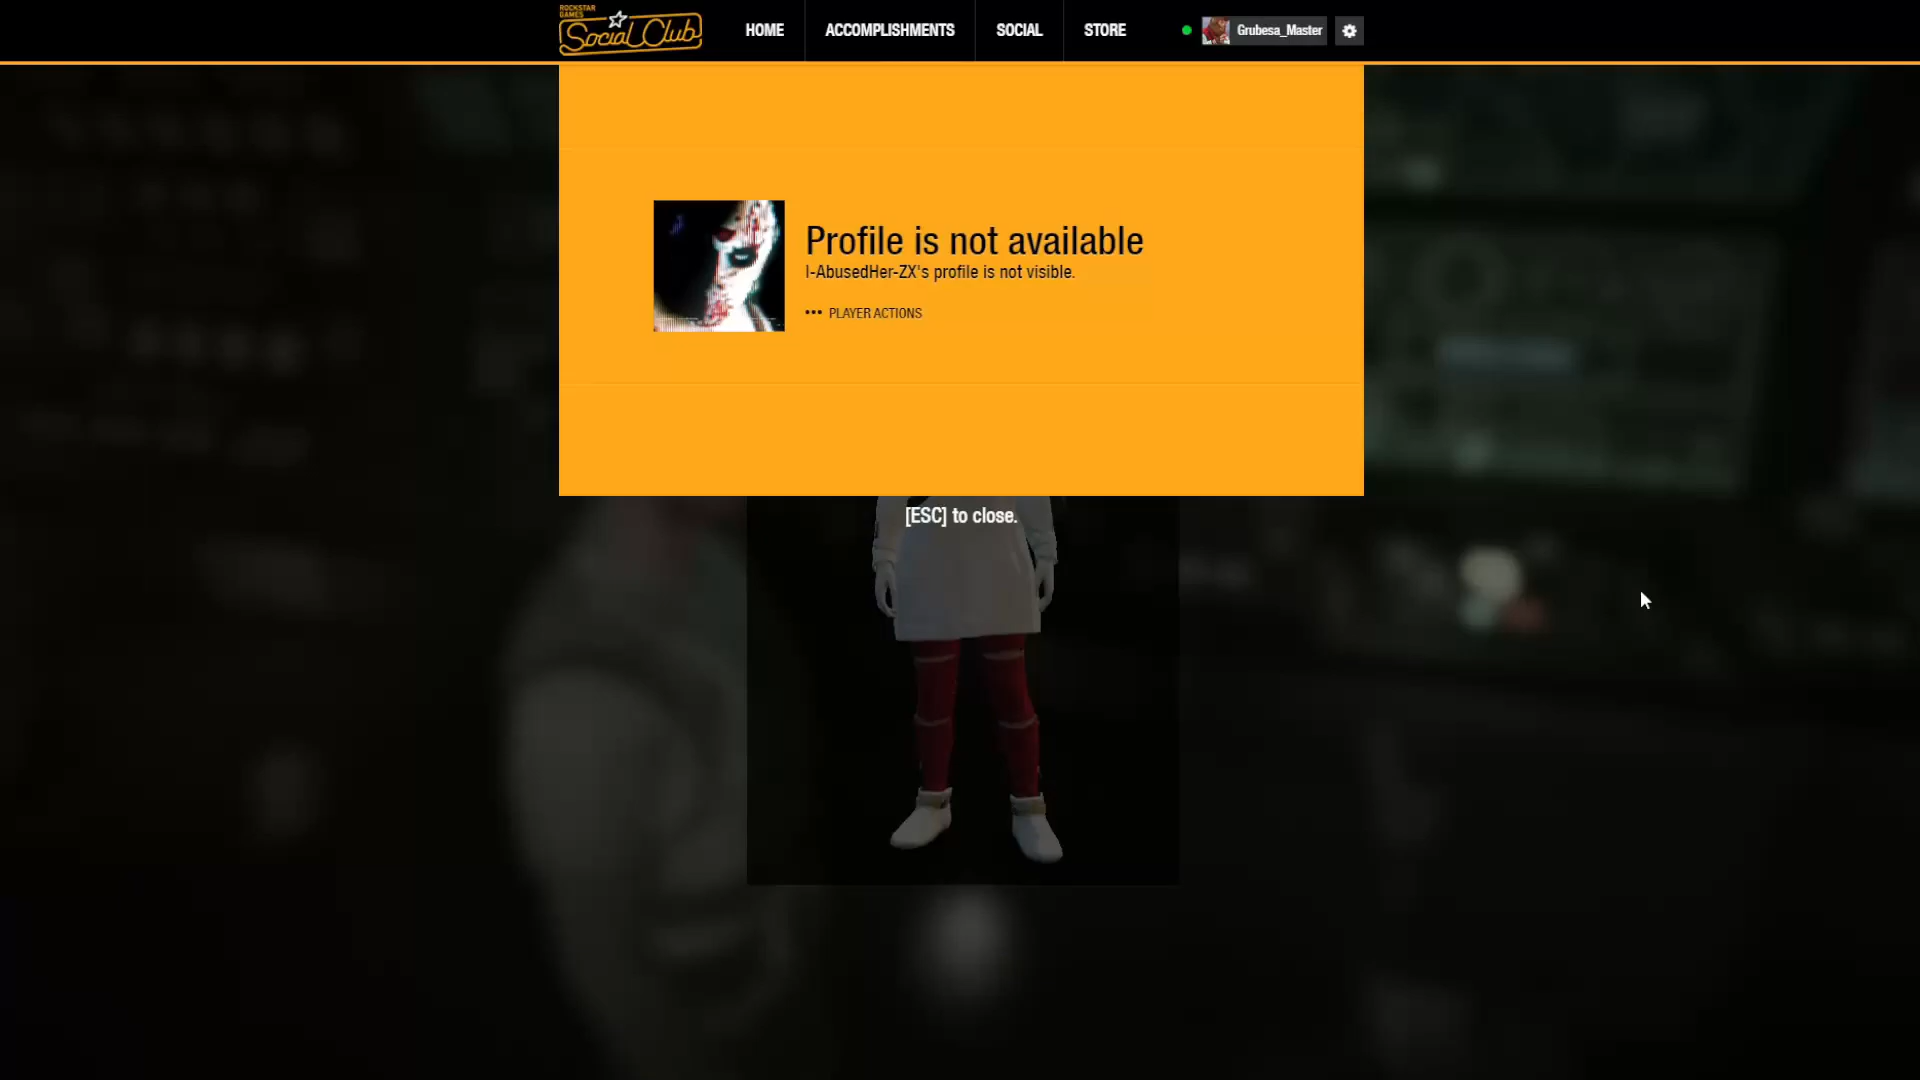 ROCKSTAR
GAMES
Social Club
HOME
ACCOMPLISHMENTS
SOCIAL
STORE
Grubesa_Master
Profile is not available
I-AbusedHer-ZX's profile is not visible.
••• PLAYER ACTIONS
[ESC] to close.